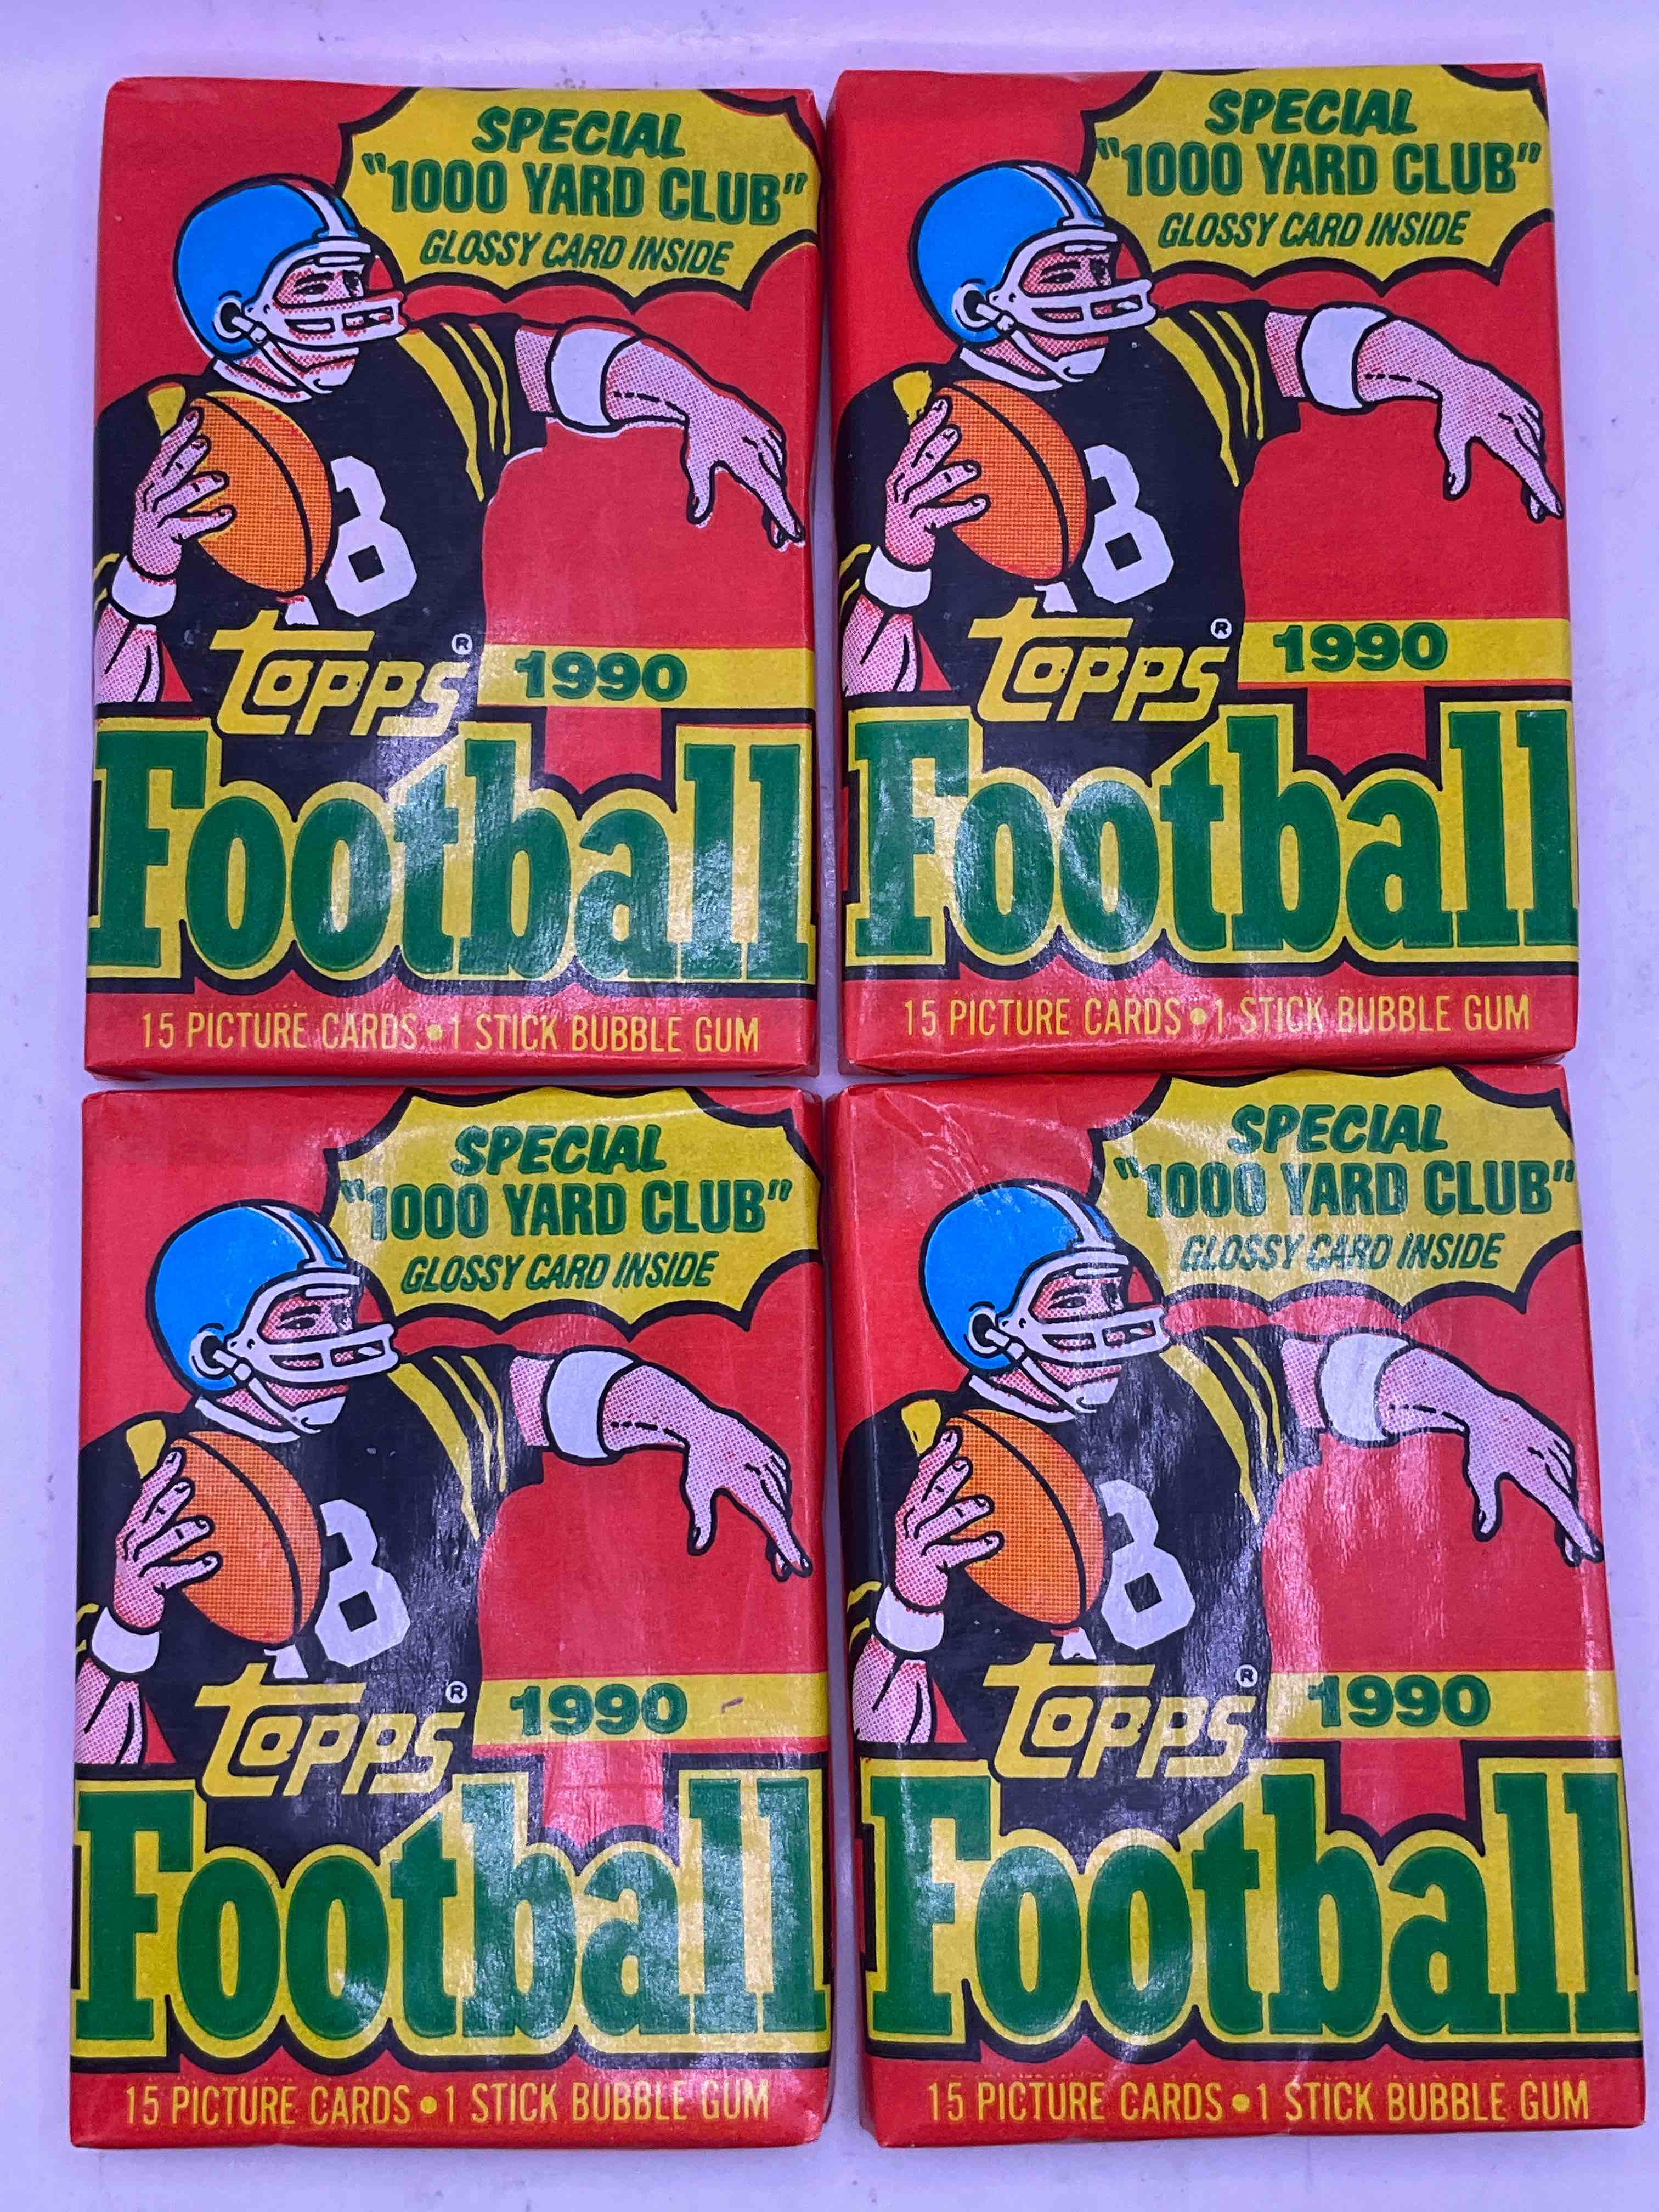 SPECIAL
"1000 YARD CLUB"
GLOSSY CARD INSIDE
8
TOPPS®
1990
Football
15 PICTURE CARDS • 1 STICK BUBBLE GUM
SPECIAL
"1000 YARD CLUB"
GLOSSY CARD INSIDE
8
TOPPS®
1990
Football
15 PICTURE CARDS • 1 STICK BUBBLE GUM
SPECIAL
"1000 YARD CLUB"
GLOSSY CARD INSIDE
8
TOPPS®
1990
Football
15 PICTURE CARDS • 1 STICK BUBBLE GUM
SPECIAL
"1000 YARD CLUB"
GLOSSY CARD INSIDE
8
TOPPS®
1990
Football
15 PICTURE CARDS • 1 STICK BUBBLE GUM